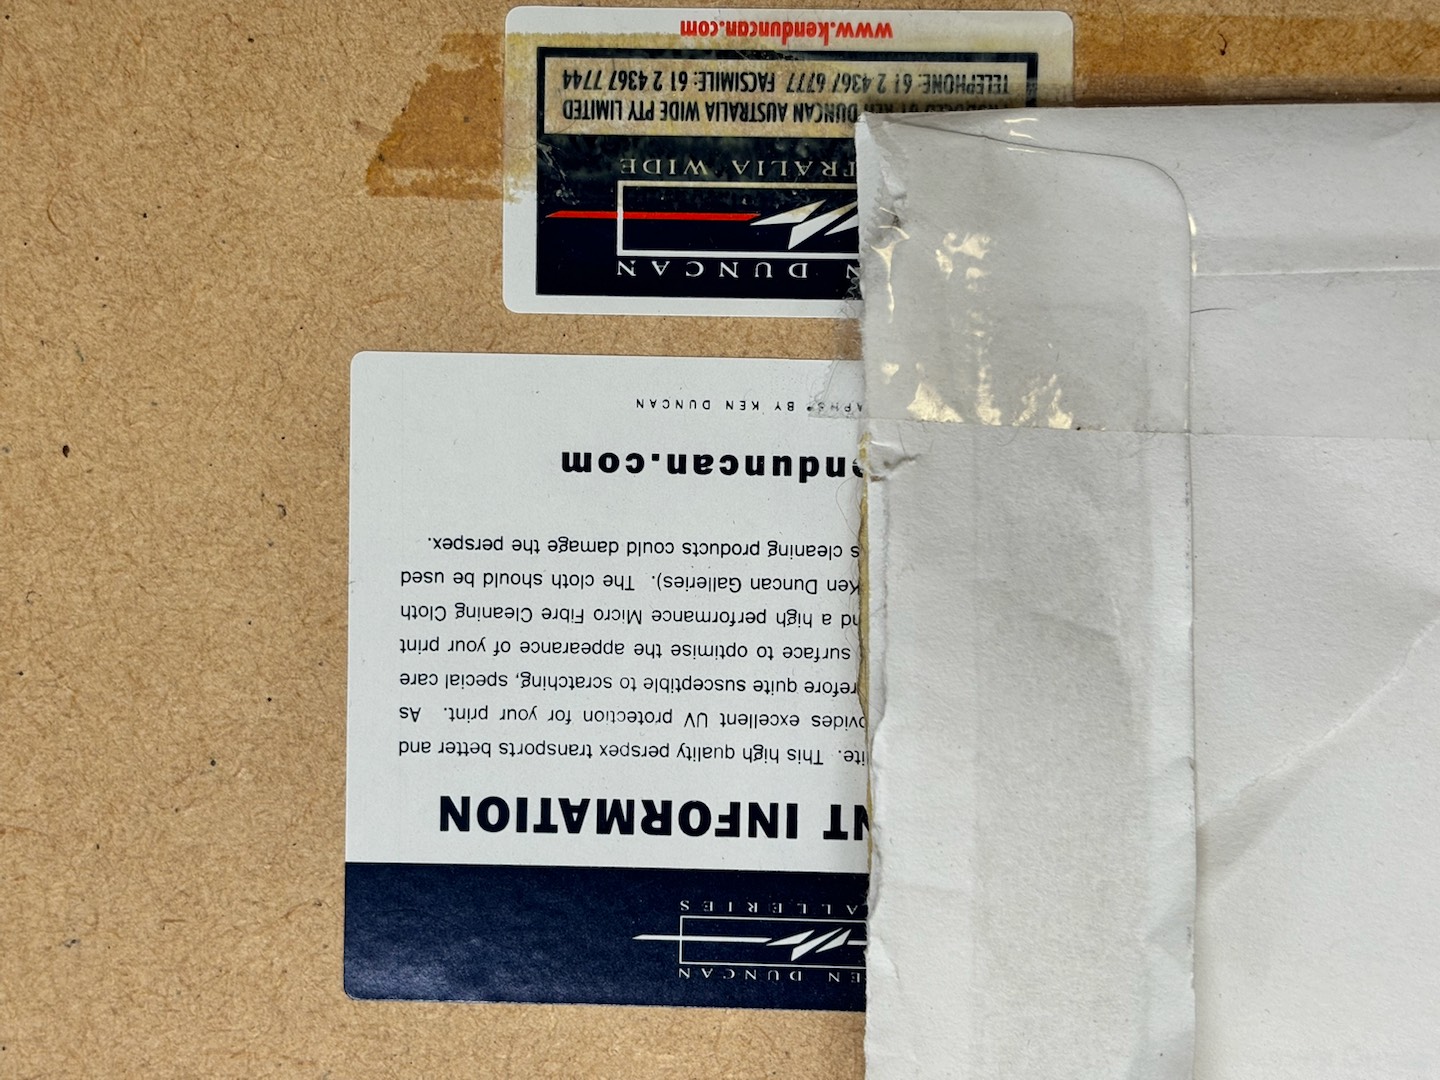 EN DUNCAN
ALLERIES
NT INFORMATION
ite. This high quality perspex transports better and
ovides excellent UV protection for your print. As
refore quite susceptible to scratching, special care
surface to optimise the appearance of your print
nd a high performance Micro Fibre Cleaning Cloth
Ken Duncan Galleries). The cloth should be used
s cleaning products could damage the perspex.
enduncan.com
APHS BY KEN DUNCAN
N DUNCAN
TRALIA WIDE
DUNCAN AUSTRALIA WIDE PTY LIMITED
TELEPHONE: 61 2 4367 6777 FACSIMILE: 61 2 4367 7744
www.kenduncan.com